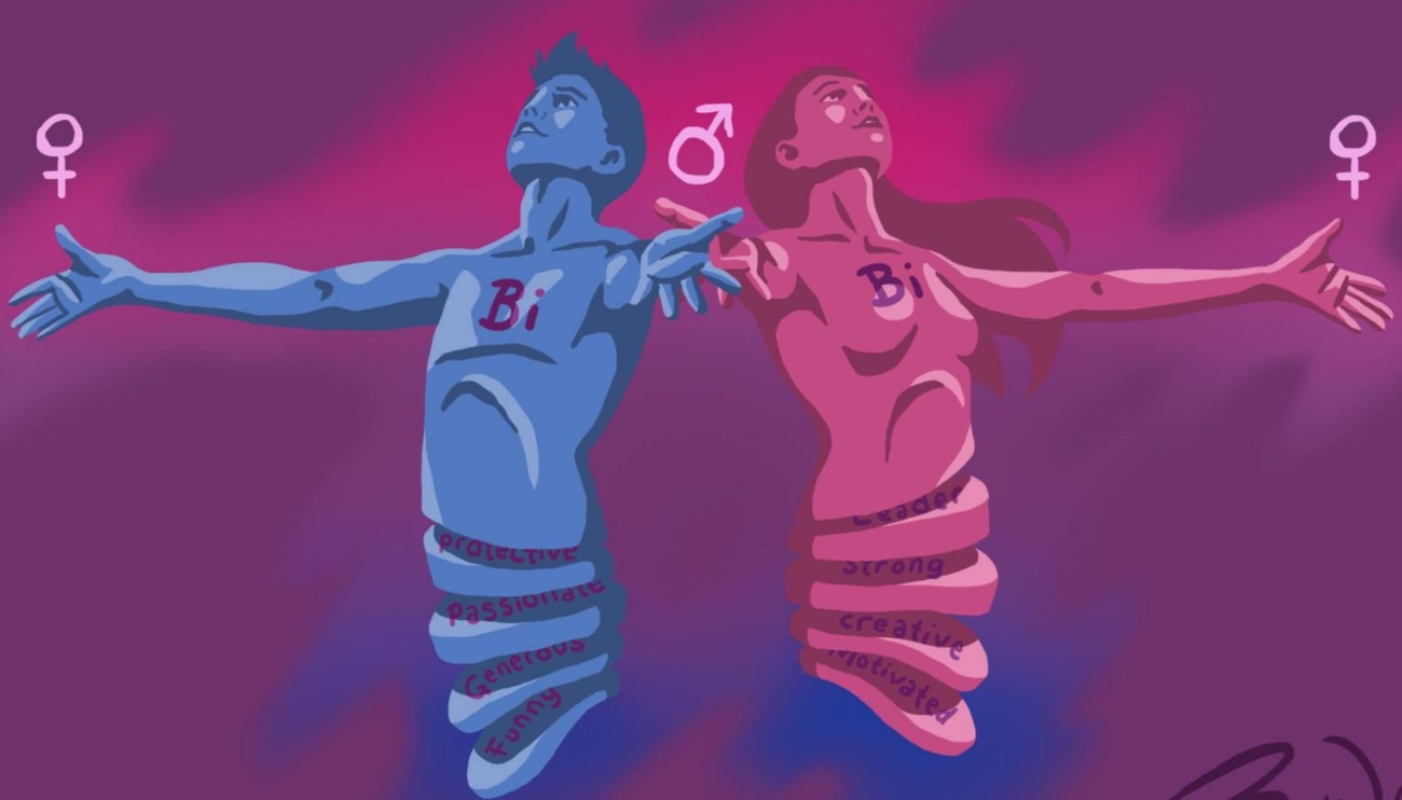 Bi
Bi
protective
Passionate
Generous
Funny
Leader
Strong
creative
Motivated